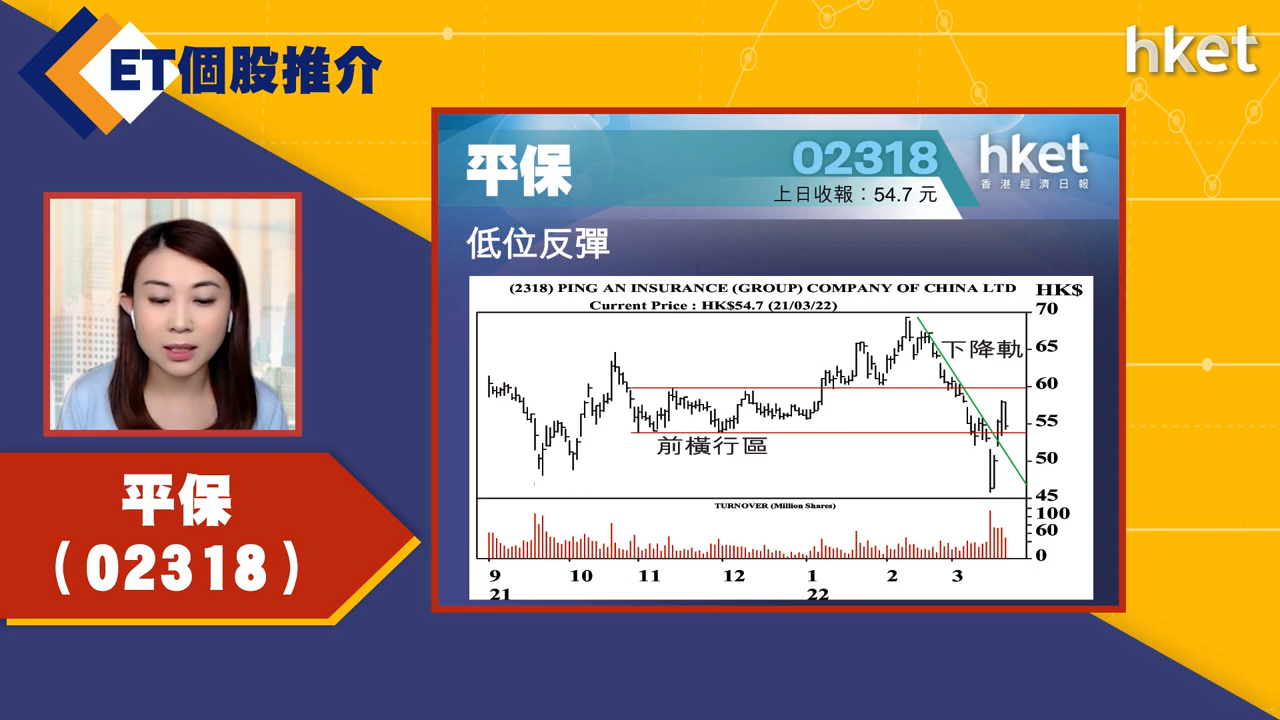 ET個股推介
hket
平保
(02318)
平保
02318
上日收報：54.7 元
hket
香港經濟日報
低位反彈
(2318) PING AN INSURANCE (GROUP) COMPANY OF CHINA LTD
HK$
Current Price : HK$54.7 (21/03/22)
70
65
60
55
50
45
下降軌
前橫行區
TURNOVER (Million Shares)
100
60
0
9 10 11 12 1 2 3
21 22